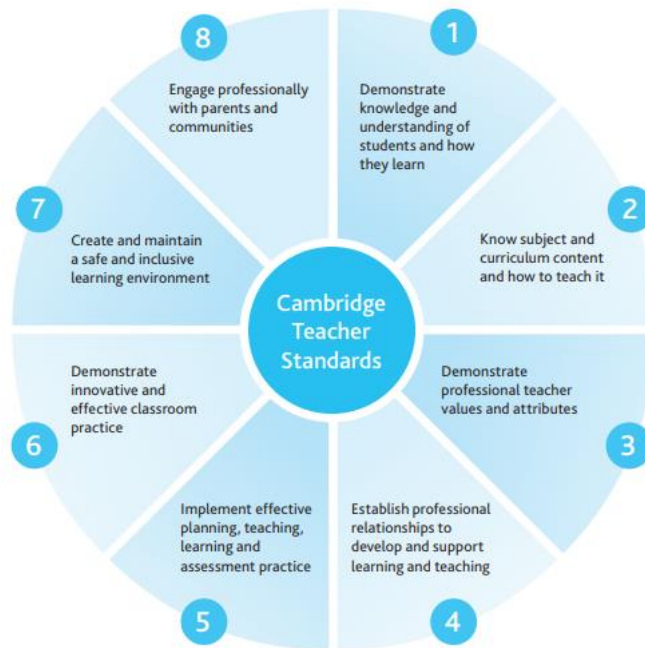 Cambridge
Teacher
Standards
1
Demonstrate
knowledge and
understanding of
students and how
they learn
2
Know subject and
curriculum content
and how to teach it
3
Demonstrate
professional teacher
values and attributes
4
Establish professional
relationships to
develop and support
learning and teaching
5
Implement effective
planning, teaching,
learning and
assessment practice
6
Demonstrate
innovative and
effective classroom
practice
7
Create and maintain
a safe and inclusive
learning environment
8
Engage professionally
with parents and
communities